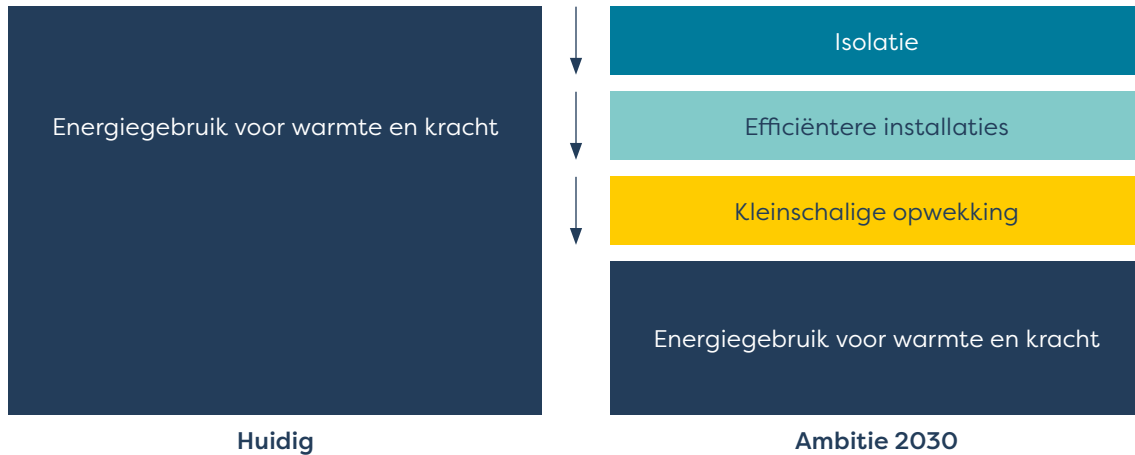 Energiegebruik voor warmte en kracht
Isolatie
Efficiëntere installaties
Kleinschalige opwekking
Energiegebruik voor warmte en kracht
Huidig
Ambitie 2030